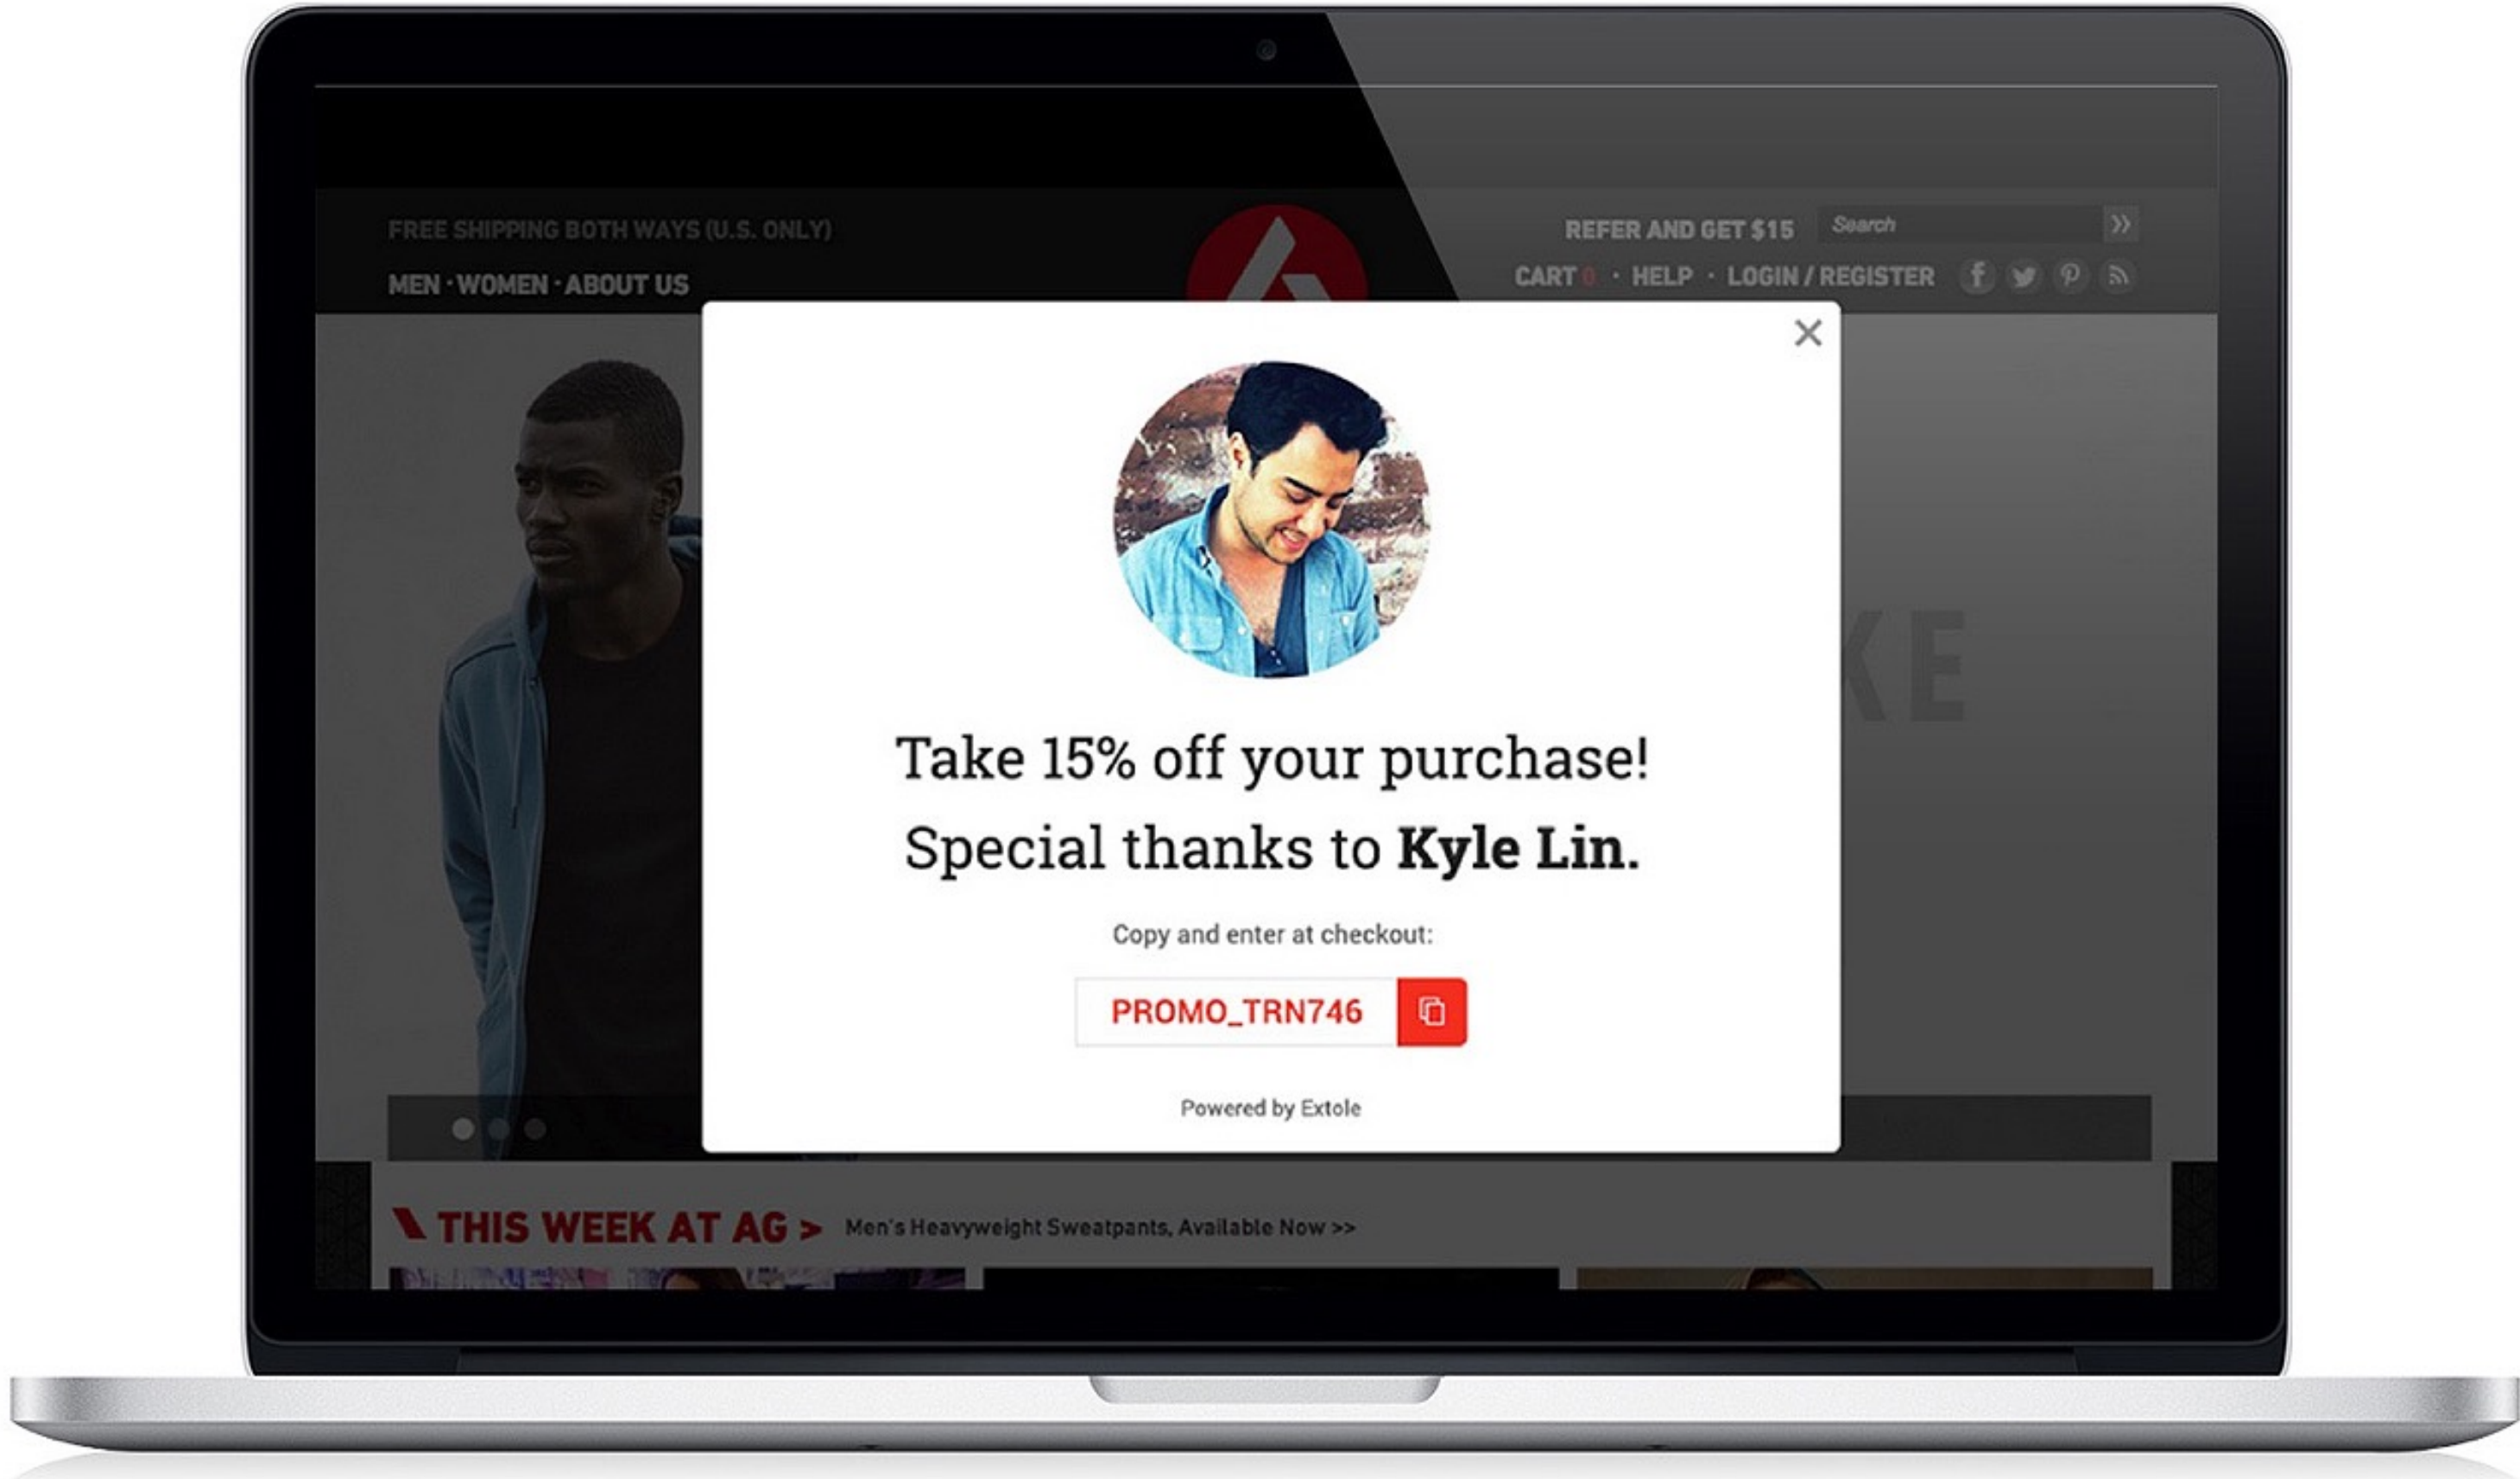 FREE SHIPPING BOTH WAYS (U.S. ONLY)
REFER AND GET $15
Search
MEN · WOMEN · ABOUT US
CART 0 · HELP · LOGIN / REGISTER
Take 15% off your purchase!
Special thanks to Kyle Lin.
Copy and enter at checkout:
PROMO_TRN746
Powered by Extole
THIS WEEK AT AG >
Men's Heavyweight Sweatpants, Available Now >>